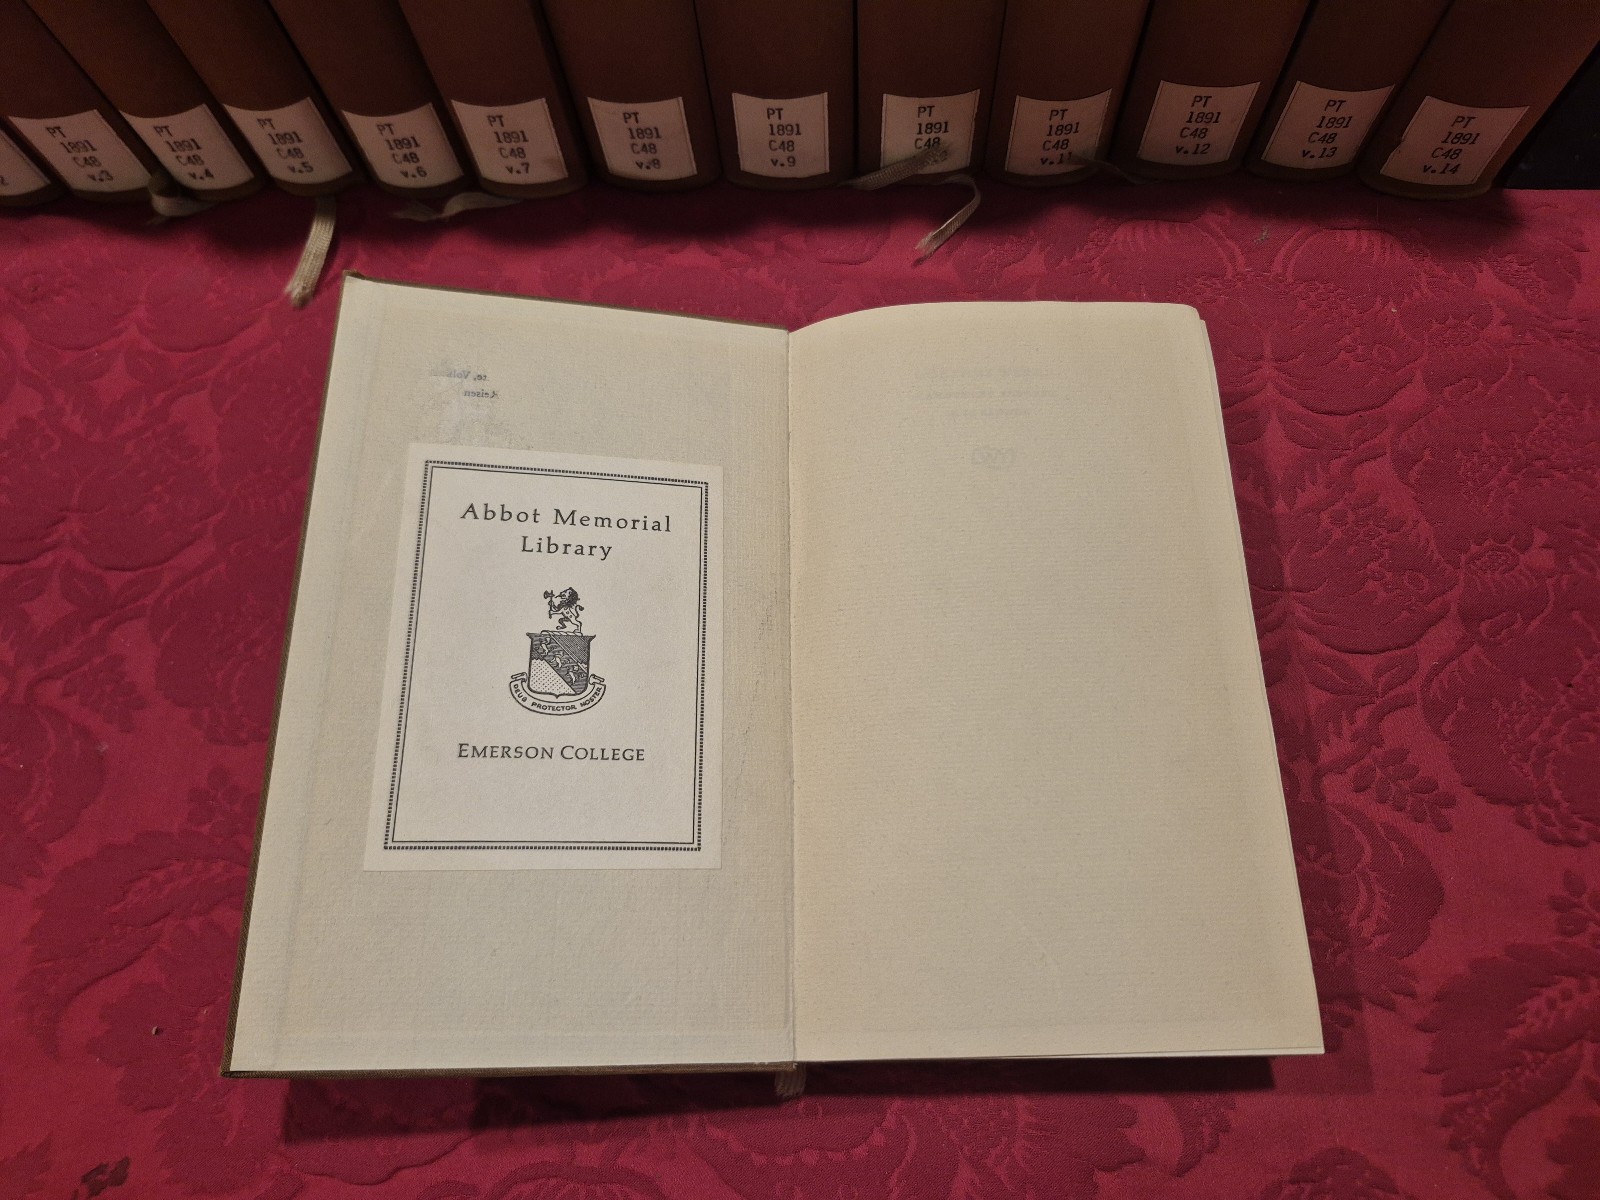 2
PT
1891
C48
v.3
PT
1891
C48
v.4
PT
1891
C48
v.5
PT
1891
C48
v.6
PT
1891
C48
v.7
PT
1891
C48
v.8
PT
1891
C48
v.9
PT
1891
C48
PT
1891
C48
v.11
PT
1891
C48
v.12
PT
1891
C48
v.13
PT
1891
C48
v.14
Abbot Memorial
Library
DEUS PROTECTOR NOSTER
EMERSON COLLEGE